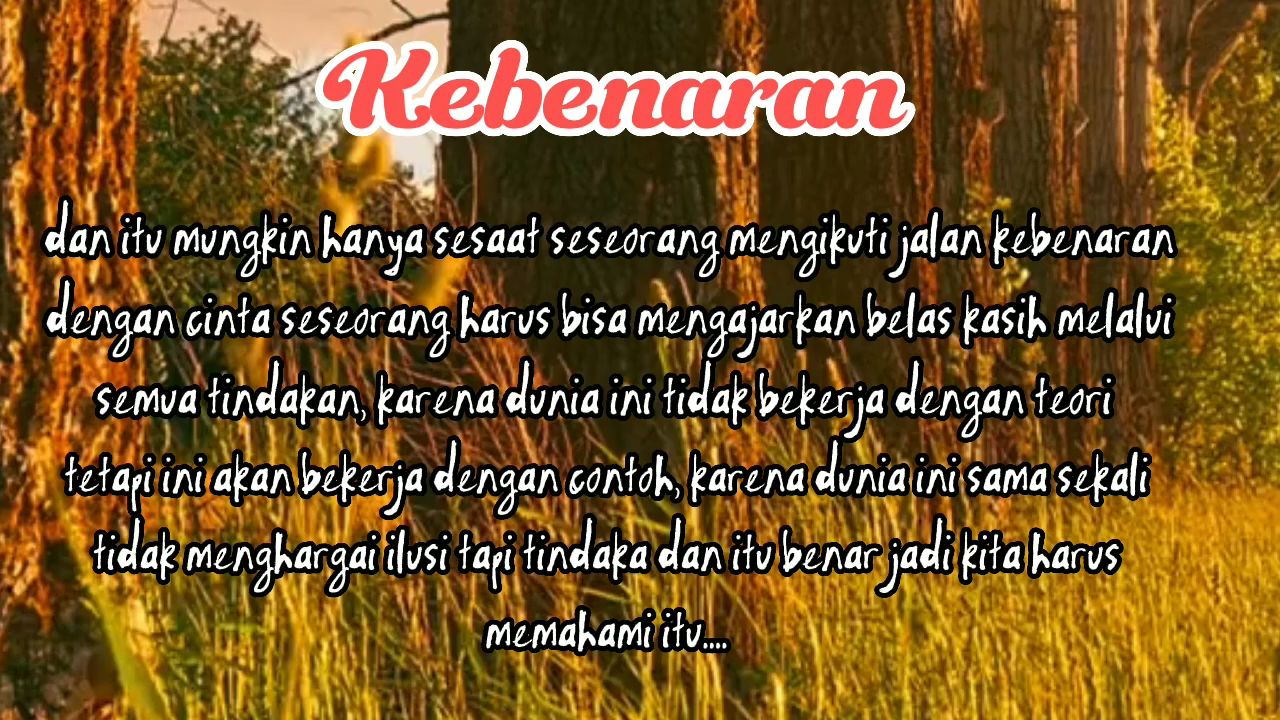 Kebenaran
dan itu mungkin hanya sesaat seseorang mengikuti jalan kebenaran
dengan cinta seseorang harus bisa mengajarkan belas kasih melalui
semua tindakan, karena dunia ini tidak bekerja dengan teori
tetapi ini akan bekerja dengan contoh, karena dunia ini sama sekali
tidak menghargai ilusi tapi tindaka dan itu benar jadi kita harus
memahami itu....